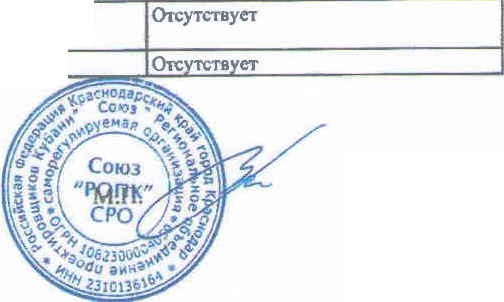 Отсутствует
Отсутствует
Российская Федерация Краснодарский край город Краснодар
Союз "Региональное объединение проектировщиков Кубани"
саморегулируемая организация
ОГРН 1082300004090
ИНН 2310136164
Союз
"РОПК"
СРО
М.П.